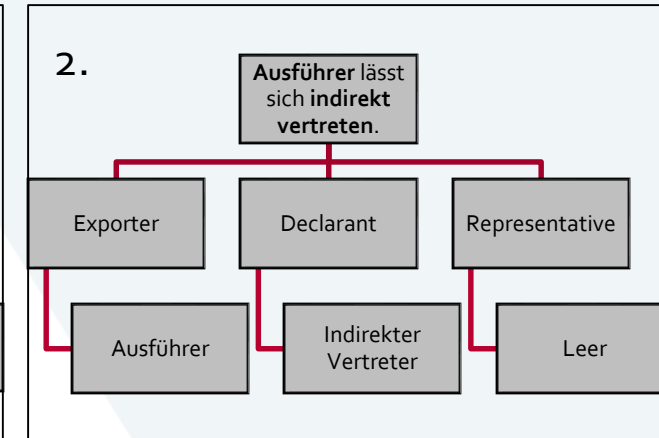 2.
Ausführer lässt
sich indirekt
vertreten.
Exporter
Declarant
Representative
Ausführer
Indirekter
Vertreter
Leer